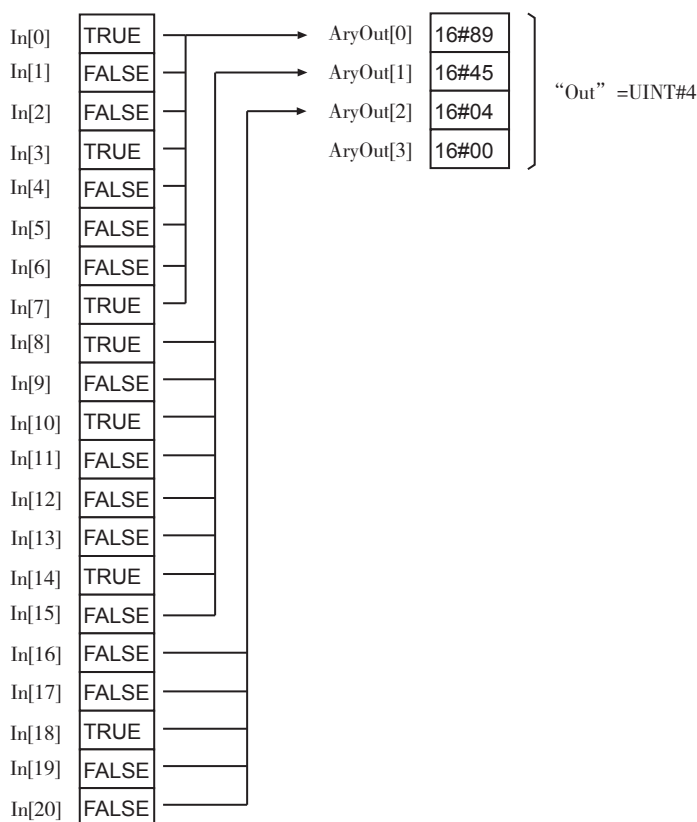 In[0] TRUE AryOut[0] 16#89
In[1] FALSE AryOut[1] 16#45
“Out” =UINT#4
In[2] FALSE AryOut[2] 16#04
In[3] TRUE AryOut[3] 16#00
In[4] FALSE
In[5] FALSE
In[6] FALSE
In[7] TRUE
In[8] TRUE
In[9] FALSE
In[10] TRUE
In[11] FALSE
In[12] FALSE
In[13] FALSE
In[14] TRUE
In[15] FALSE
In[16] FALSE
In[17] FALSE
In[18] TRUE
In[19] FALSE
In[20] FALSE